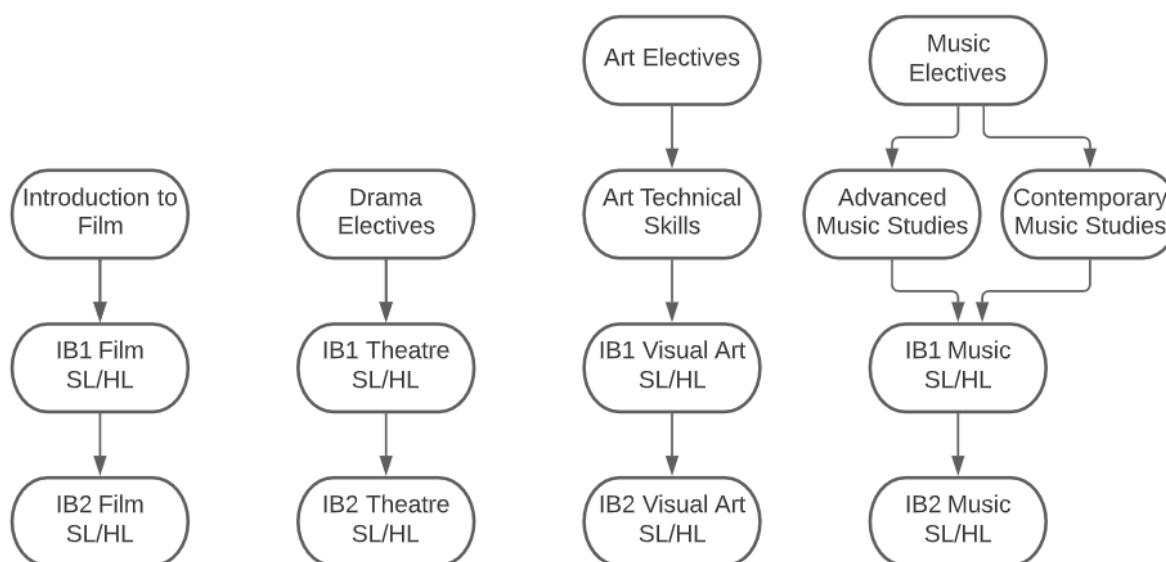 Art Electives
Music
Electives
Introduction to
Film
Drama
Electives
Art Technical
Skills
Advanced
Music Studies
Contemporary
Music Studies
IB1 Film
SL/HL
IB1 Theatre
SL/HL
IB1 Visual Art
SL/HL
IB1 Music
SL/HL
IB2 Film
SL/HL
IB2 Theatre
SL/HL
IB2 Visual Art
SL/HL
IB2 Music
SL/HL